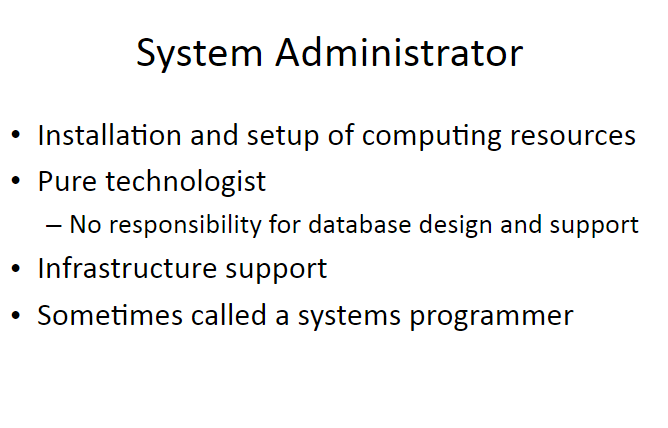 System Administrator
• Installation and setup of computing resources
• Pure technologist
– No responsibility for database design and support
• Infrastructure support
• Sometimes called a systems programmer